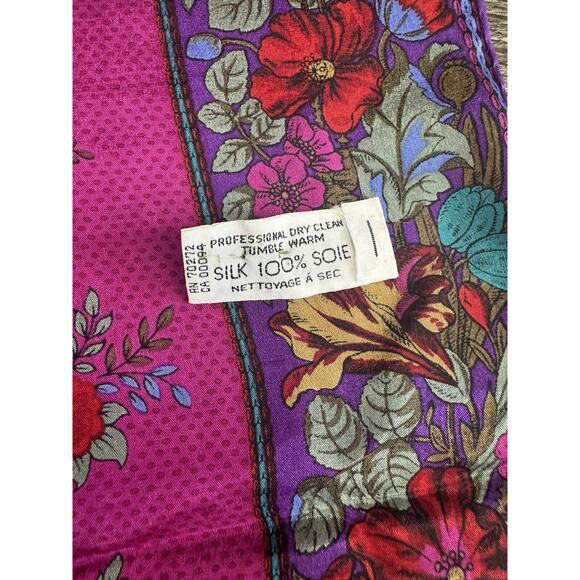 PROFESSIONAL DRY CLEAN
TUMBLE WARM
SILK 100% SOIE
NETTOYAGE Á SEC
RN 70272
CA 00094